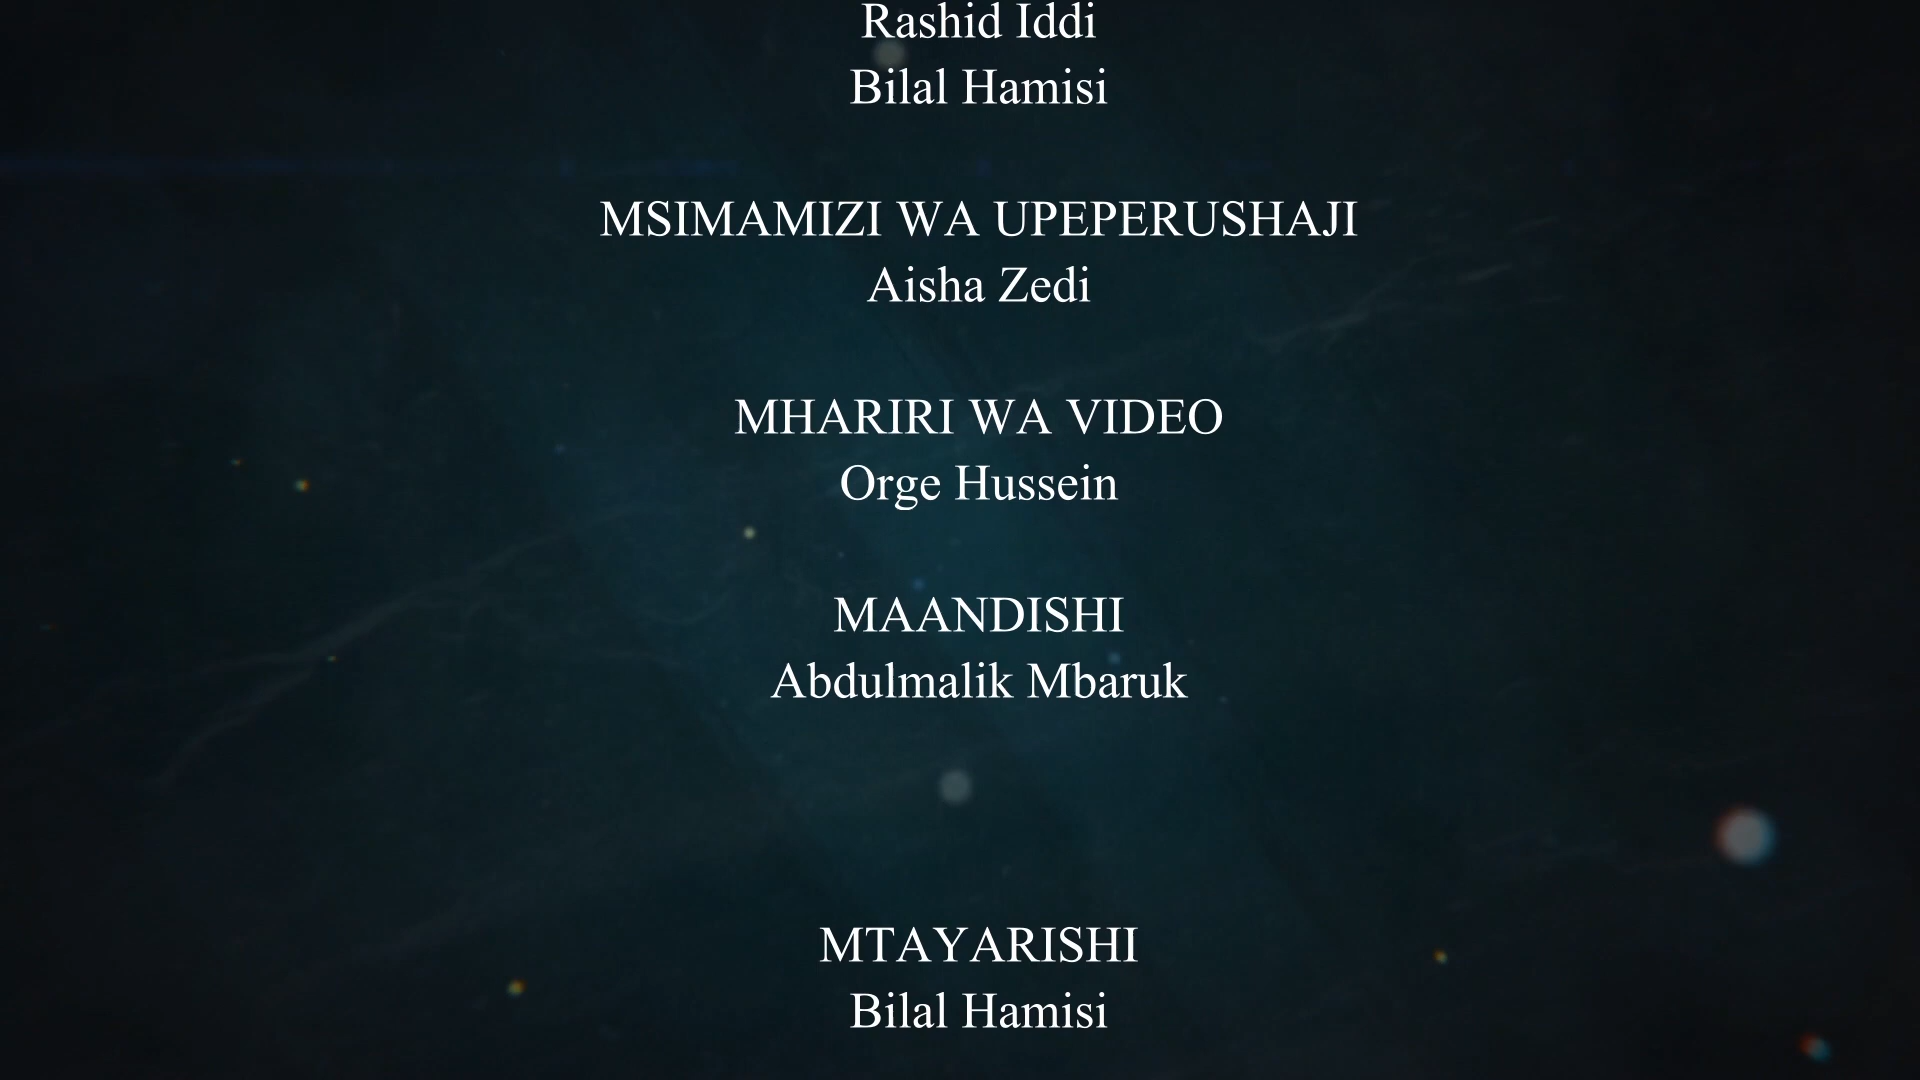 Rashid Iddi
Bilal Hamisi
MSIMAMIZI WA UPEPERUSHAJI
Aisha Zedi
MHARIRI WA VIDEO
Orge Hussein
MAANDISHI
Abdulmalik Mbaruk
MTAYARISHI
Bilal Hamisi